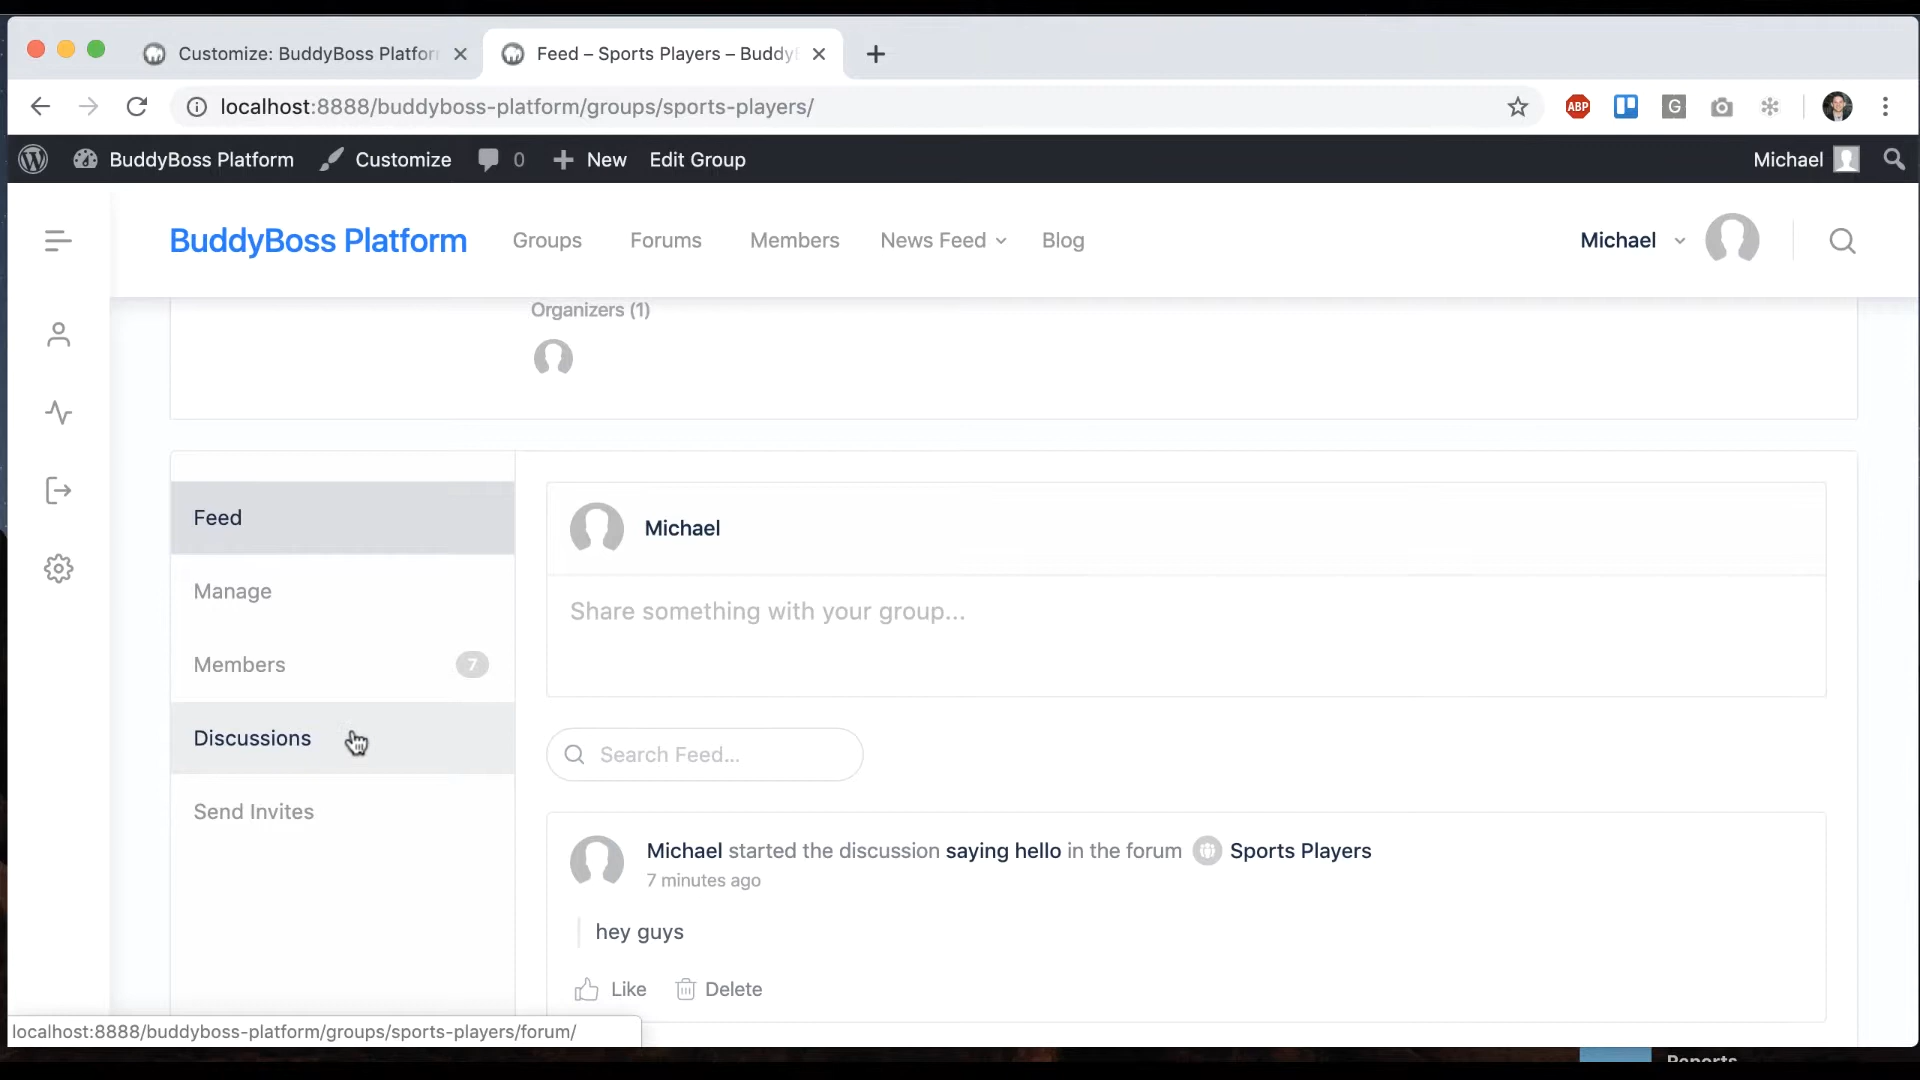 Customize: BuddyBoss Platforr
Feed – Sports Players – Buddy
localhost:8888/buddyboss-platform/groups/sports-players/
ABP
G
BuddyBoss Platform
Customize
0
New
Edit Group
Michael
BuddyBoss Platform
Groups
Forums
Members
News Feed
Blog
Michael
Organizers (1)
Feed
Manage
Members
7
Discussions
Send Invites
Michael
Share something with your group...
Search Feed...
Michael started the discussion saying hello in the forum Sports Players
7 minutes ago
hey guys
Like
Delete
localhost:8888/buddyboss-platform/groups/sports-players/forum/
Reports